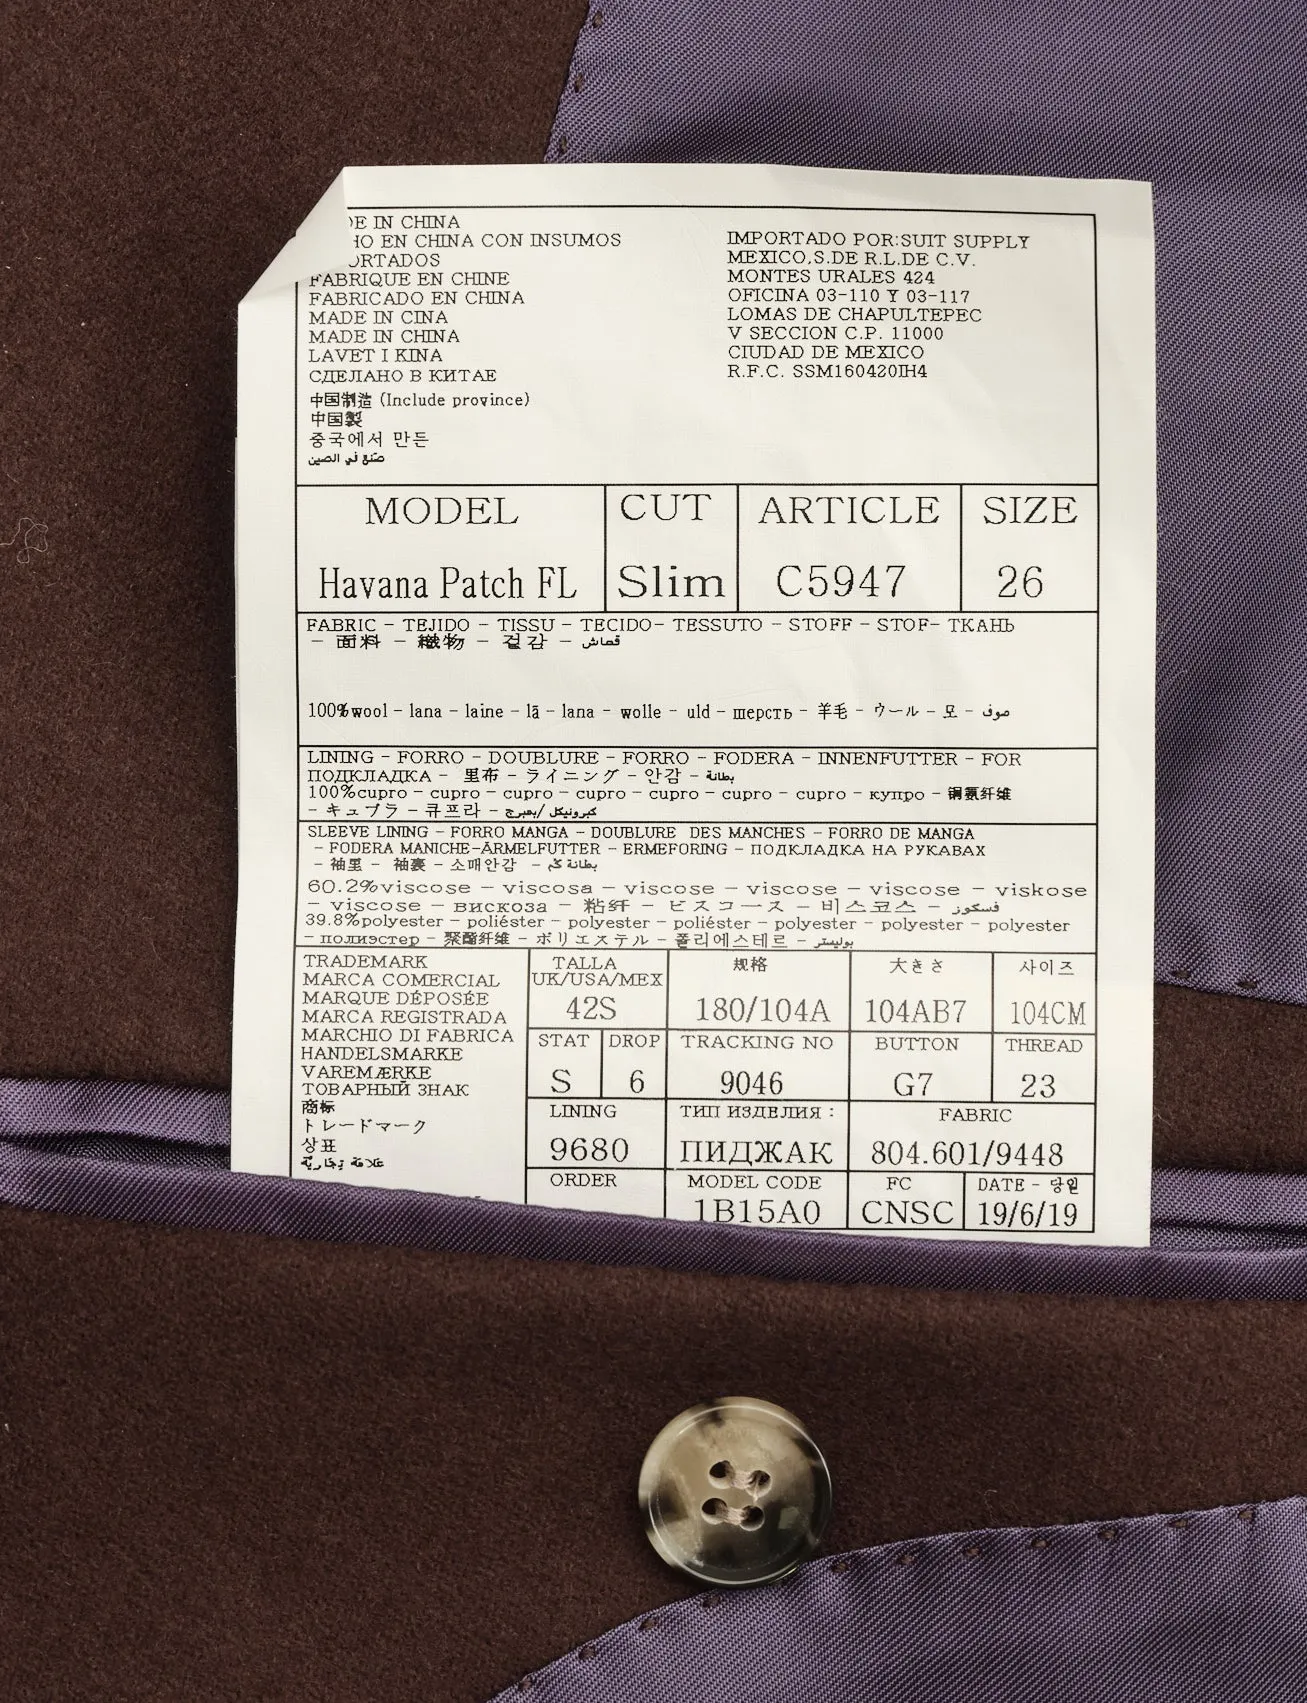 DE IN CHINA
HO EN CHINA CON INSUMOS
ORTADOS
FABRIQUE EN CHINE
FABRICADO EN CHINA
MADE IN CINA
MADE IN CHINA
LAVET I KINA
СДЕЛАНО В КИТАЕ
中国制造 (Include province)
中国製
중국에서 만든
صنع في الصين
IMPORTADO POR:SUIT SUPPLY
MEXICO,S.DE R.L.DE C.V.
MONTES URALES 424
OFICINA 03-110 Y 03-117
LOMAS DE CHAPULTEPEC
V SECCION C.P. 11000
CIUDAD DE MEXICO
R.F.C. SSM160420IH4
MODEL CUT ARTICLE SIZE
Havana Patch FL Slim C5947 26
FABRIC - TEJIDO - TISSU - TECIDO- TESSUTO - STOFF - STOF- ТКАНЬ
- 面料 - 織物 - 겉감 - قماش
100%wool - lana - laine - lã - lana - wolle - uld - шерсть - 羊毛 - ウール - 모 - صوف
LINING - FORRO - DOUBLURE - FORRO - FODERA - INNENFUTTER - FOR
ПОДКЛАДКА - 里布 - ライニング - 안감 - بطانة
100%cupro - cupro - cupro - cupro - cupro - cupro - cupro - купро - 铜氨纤维
- キュプラ - 큐프라 -
SLEEVE LINING - FORRO MANGA - DOUBLURE DES MANCHES - FORRO DE MANGA
- FODERA MANICHE-ÄRMELFUTTER - ERMEFORING - ПОДКЛАДКА НА РУКАВАХ
- 袖里 - 袖裏 - 소매안감 - بطانة كم
60.2%viscose - viscosa - viscose - viscose - viscose - viskose
- viscose - вискоза - 粘纤 - ビスコース - 비스코스 - فسكوز
39.8%polyester - poliéster - polyester - poliéster - polyester - polyester - polyester
- полиэстер - 聚酯纤维 - ポリエステル - 폴리에스테르 - بوليستر
TRADEMARK
MARCA COMERCIAL
MARQUE DÉPOSÉE
MARCA REGISTRADA
MARCHIO DI FABRICA
HANDELSMARKE
VAREMÆRKE
ТОВАРНЫЙ ЗНАК
商标
トレードマーク
상표
علامة تجارية
TALLA 规格 大きさ 사이즈
UK/USA/MEX
42S 180/104A 104AB7 104CM
STAT DROP TRACKING NO BUTTON THREAD
S 6 9046 G7 23
LINING ТИП ИЗДЕЛИЯ : FABRIC
9680 ПИДЖАК 804.601/9448
ORDER MODEL CODE FC DATE - 당일
1B15A0 CNSC 19/6/19